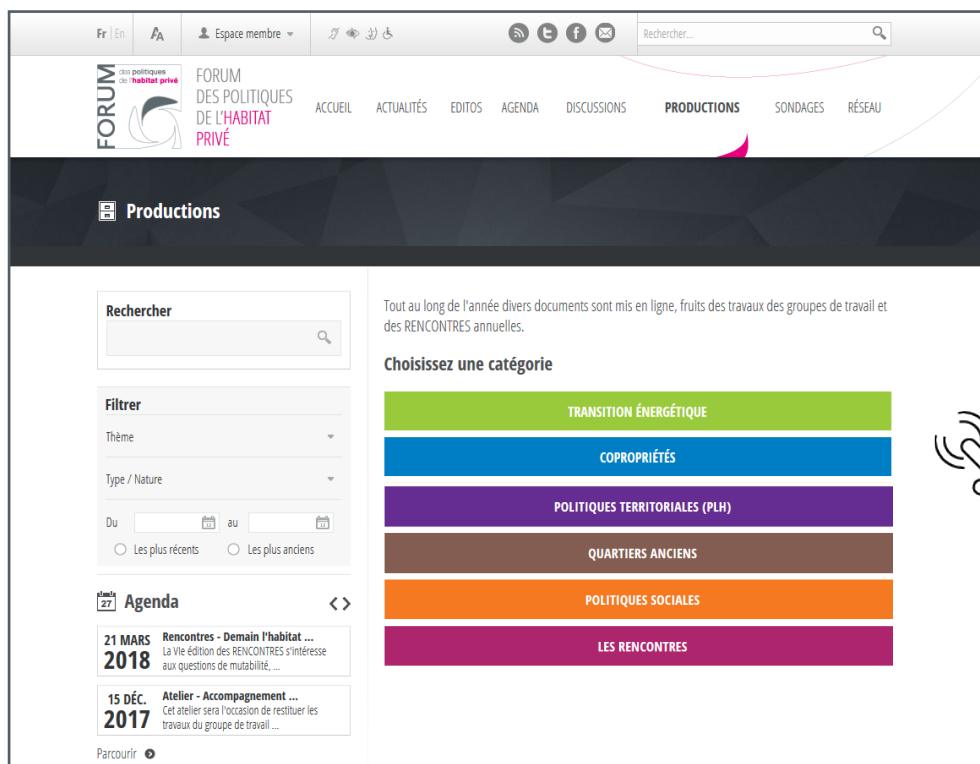 Fr En
AA
Espace membre
Rechercher...
FORUM
des politiques
de l'habitat privé
FORUM
DES POLITIQUES
DE L'HABITAT
PRIVÉ
ACCUEIL
ACTUALITÉS
EDITOS
AGENDA
DISCUSSIONS
PRODUCTIONS
SONDAGES
RÉSEAU
Productions
Rechercher
Filtrer
Thème
Type / Nature
Du au
Les plus récents Les plus anciens
27 Agenda
21 MARS
2018
Rencontres - Demain l'habitat ...
La VIe édition des RENCONTRES s'intéresse
aux questions de mutabilité, ...
15 DÉC.
2017
Atelier - Accompagnement ...
Cet atelier sera l'occasion de restituer les
travaux du groupe de travail ...
Parcourir
Tout au long de l'année divers documents sont mis en ligne, fruits des travaux des groupes de travail et
des RENCONTRES annuelles.
Choisissez une catégorie
TRANSITION ÉNERGÉTIQUE
COPROPRIÉTÉS
POLITIQUES TERRITORIALES (PLH)
QUARTIERS ANCIENS
POLITIQUES SOCIALES
LES RENCONTRES